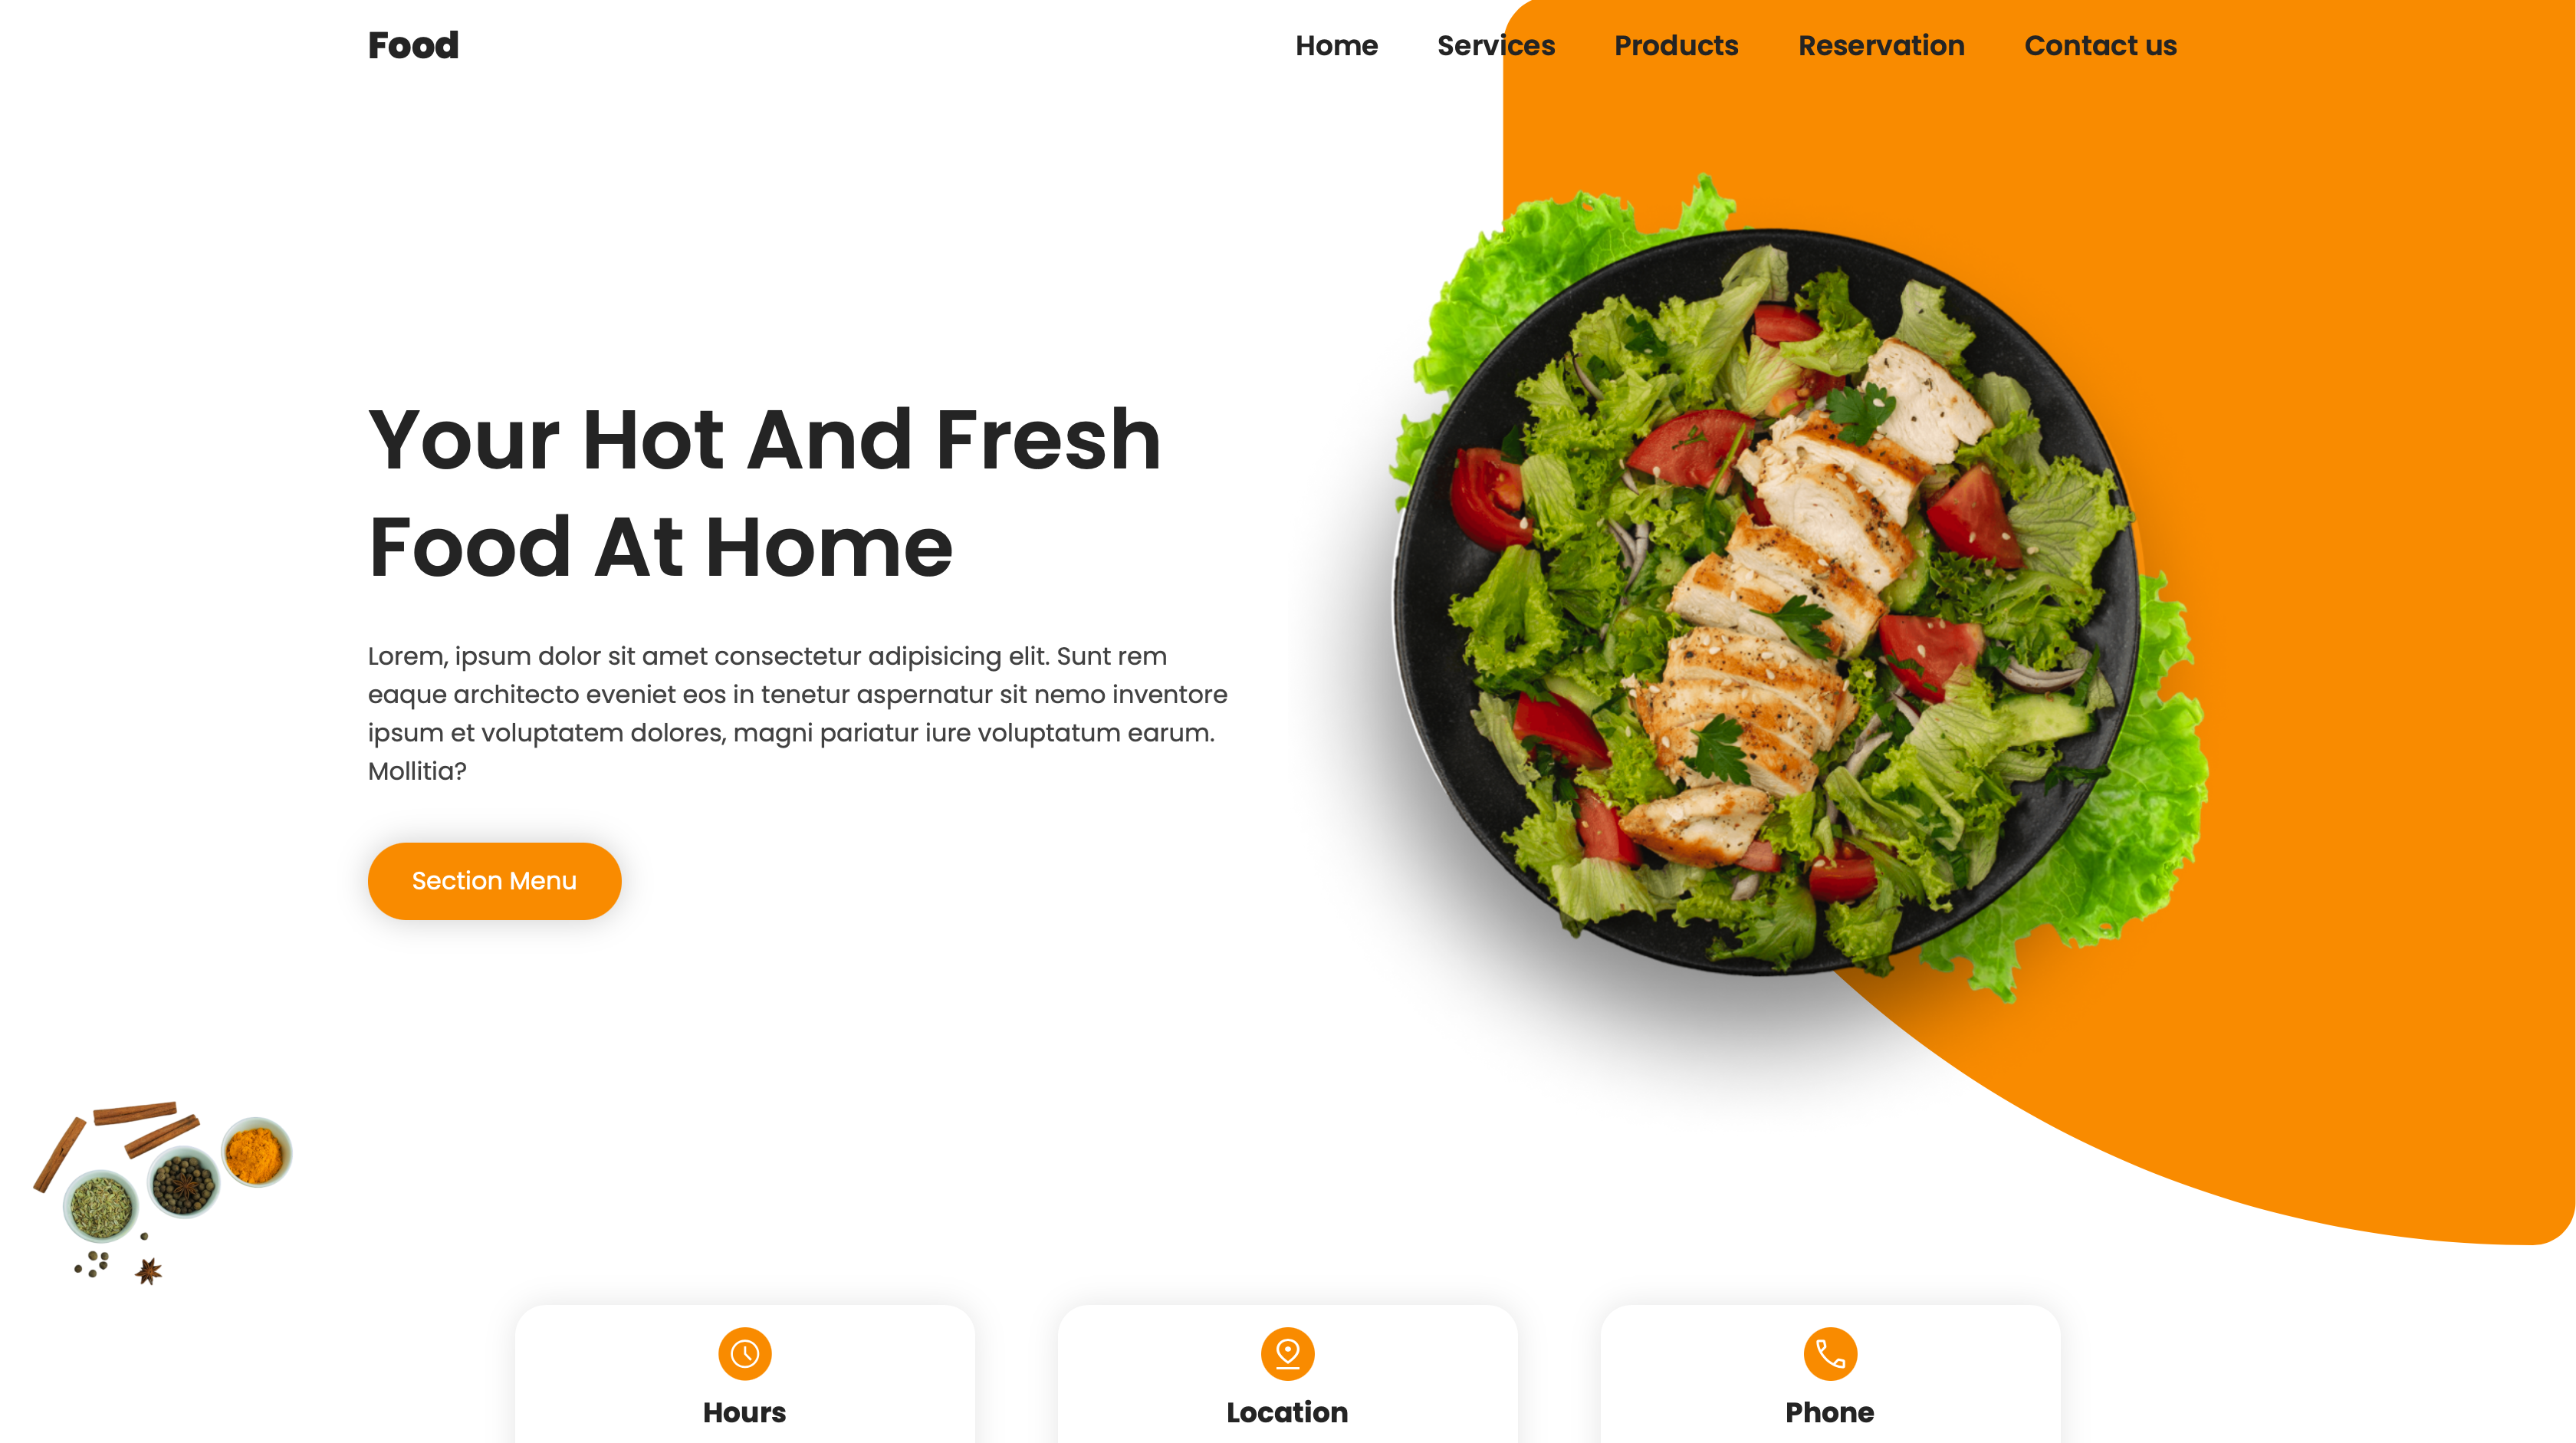 Food
Home Services Products Reservation Contact us
Your Hot And Fresh
Food At Home
Lorem, ipsum dolor sit amet consectetur adipisicing elit. Sunt rem
eaque architecto eveniet eos in tenetur aspernatur sit nemo inventore
ipsum et voluptatem dolores, magni pariatur iure voluptatum earum.
Mollitia?
Section Menu
Hours
Location
Phone